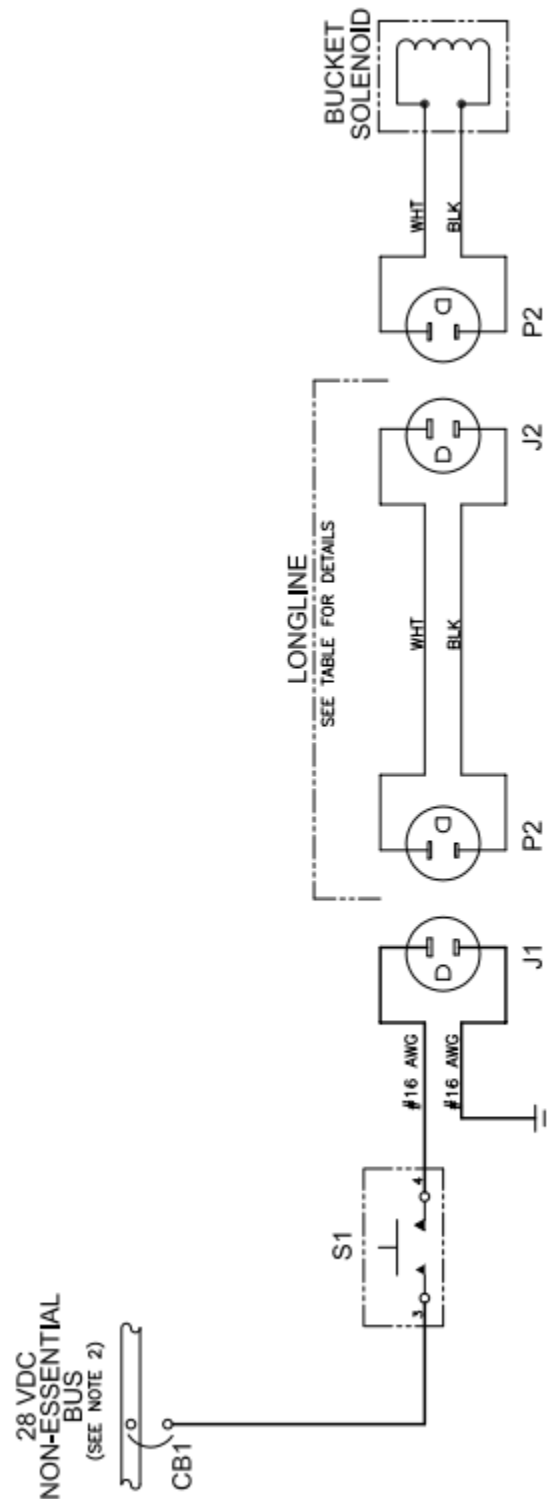 28 VDC
NON-ESSENTIAL
BUS
(SEE NOTE 2)
CB1
S1
3
4
#16 AWG
#16 AWG
J1
P2
LONGLINE
SEE TABLE FOR DETAILS
WHT
BLK
J2
P2
WHT
BLK
BUCKET
SOLENOID